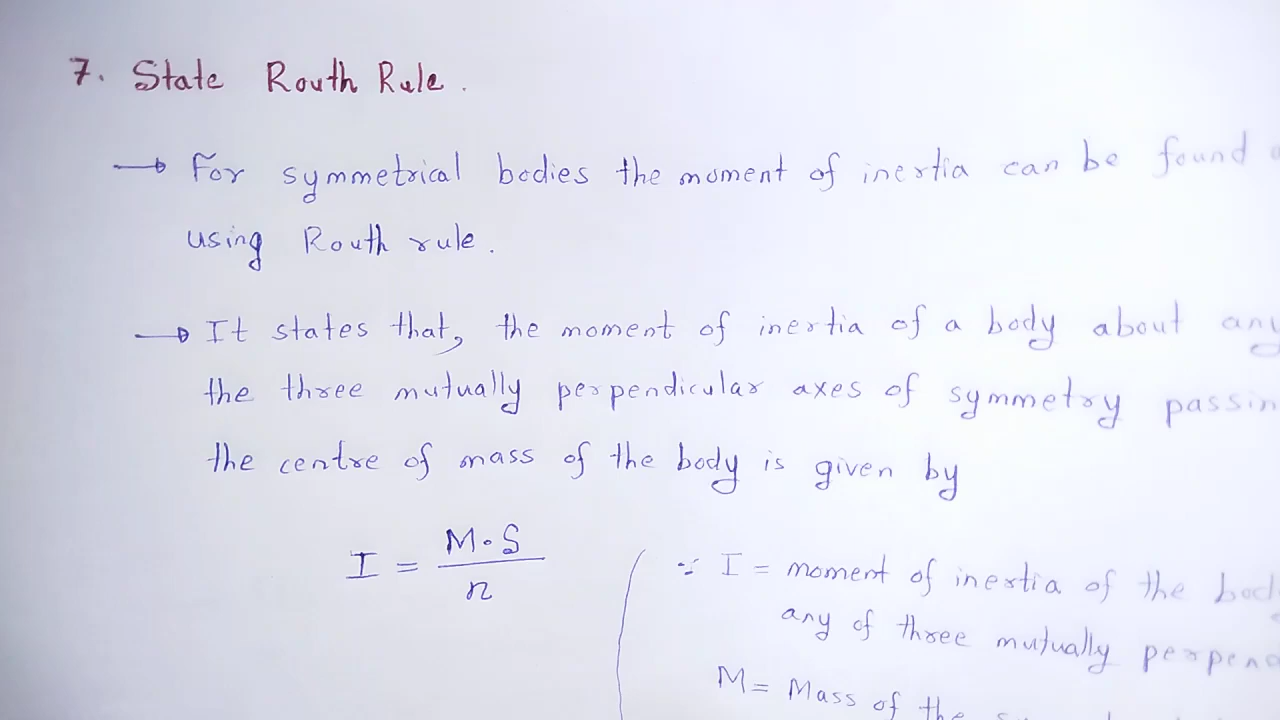 7. State Routh Rule.
→ For symmetrical bodies the moment of inertia can be found
using Routh rule.
→ It states that, the moment of inertia of a body about any
the three mutually perpendicular axes of symmetry passin
the centre of mass of the body is given by
I = M·S / n
∵ I = moment of inertia of the bod
any of three mutually perpen
M = Mass of the